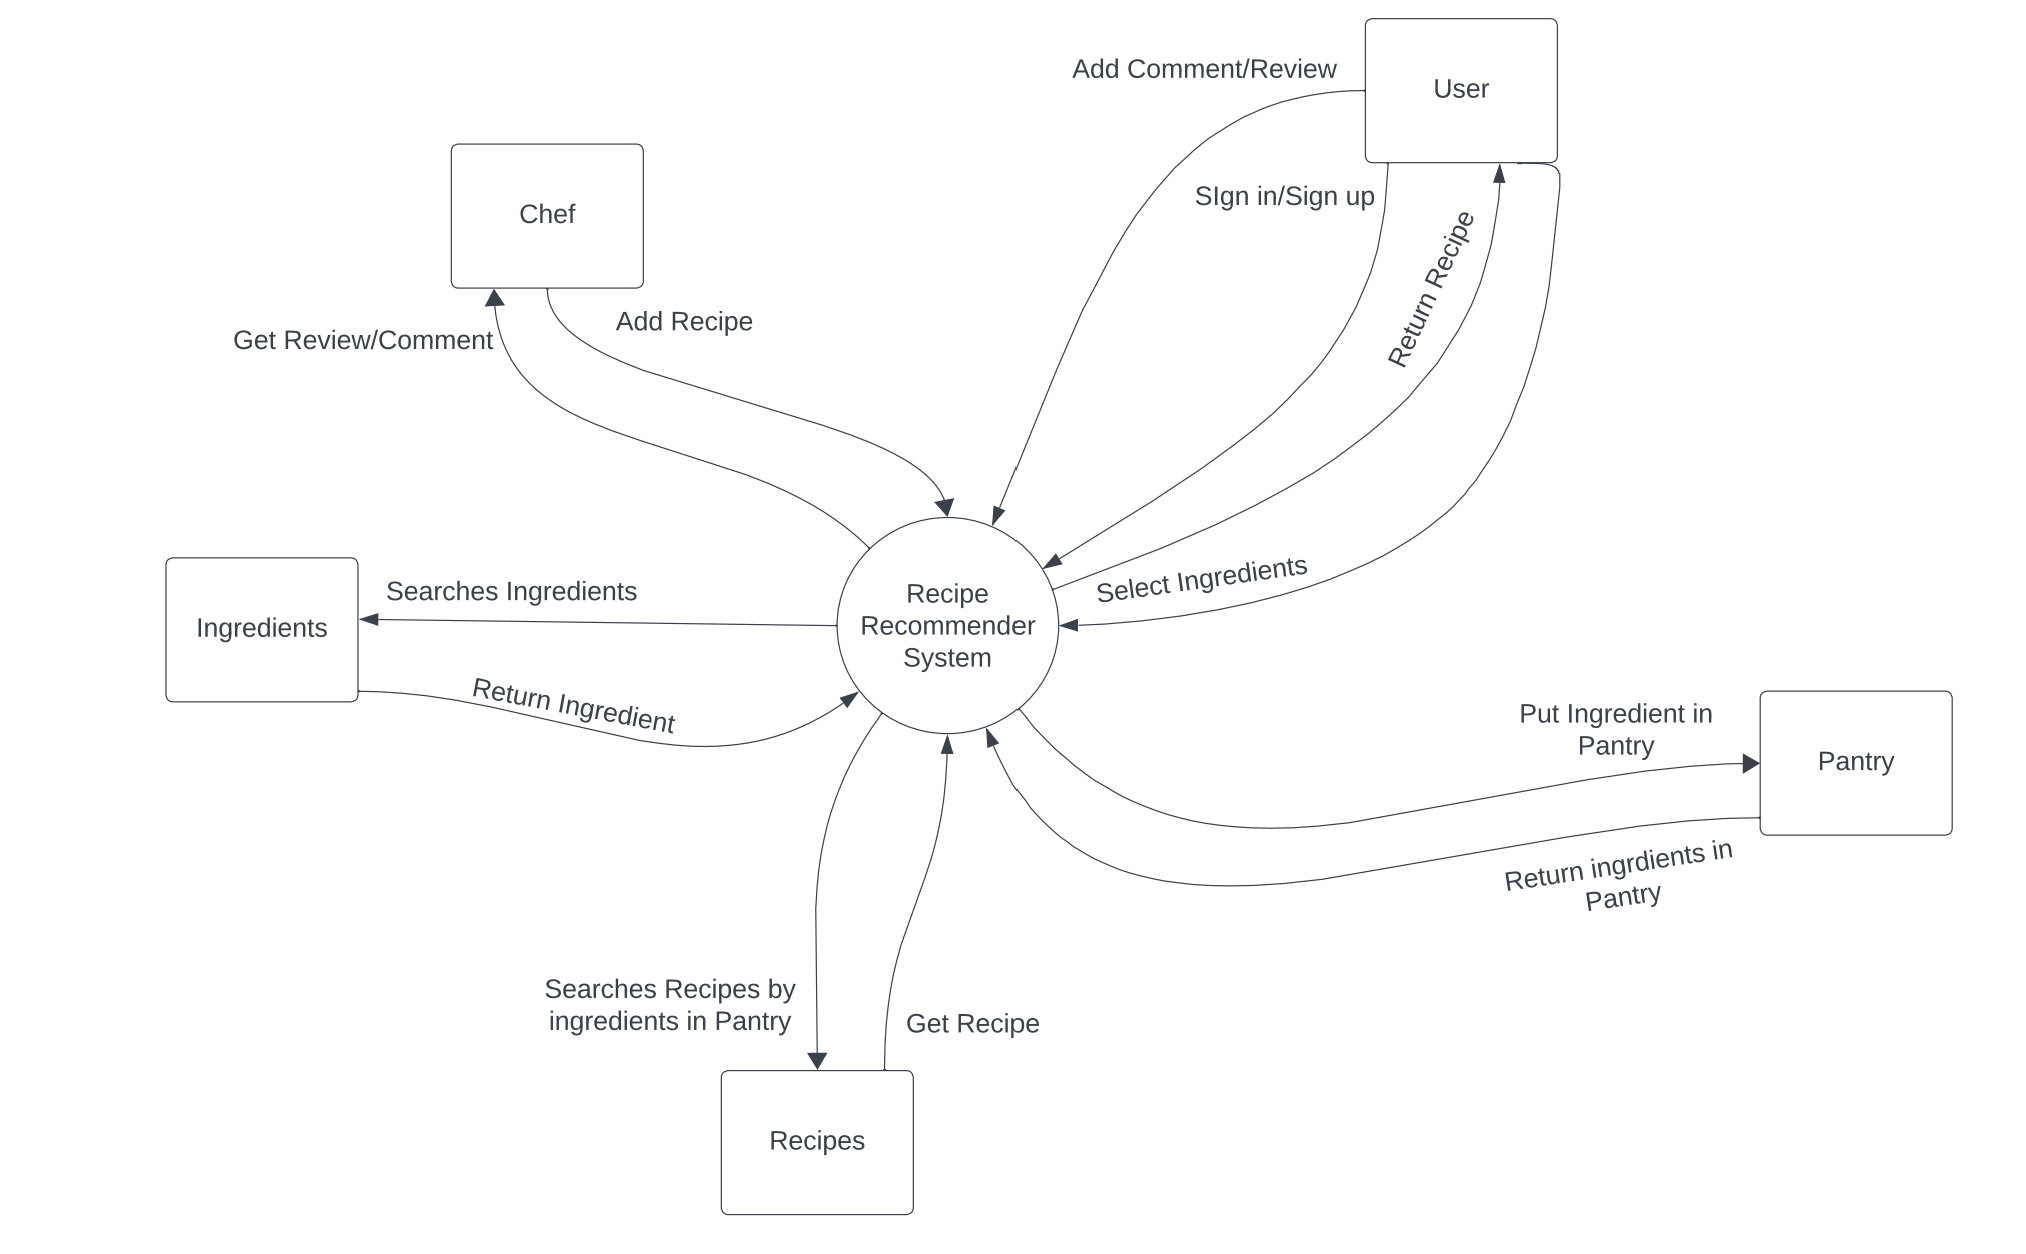 User
Add Comment/Review
SIgn in/Sign up
Return Recipe
Chef
Get Review/Comment
Add Recipe
Select Ingredients
Recipe
Recommender
System
Ingredients
Searches Ingredients
Return Ingredient
Put Ingredient in
Pantry
Pantry
Return ingrdients in
Pantry
Searches Recipes by
ingredients in Pantry
Get Recipe
Recipes